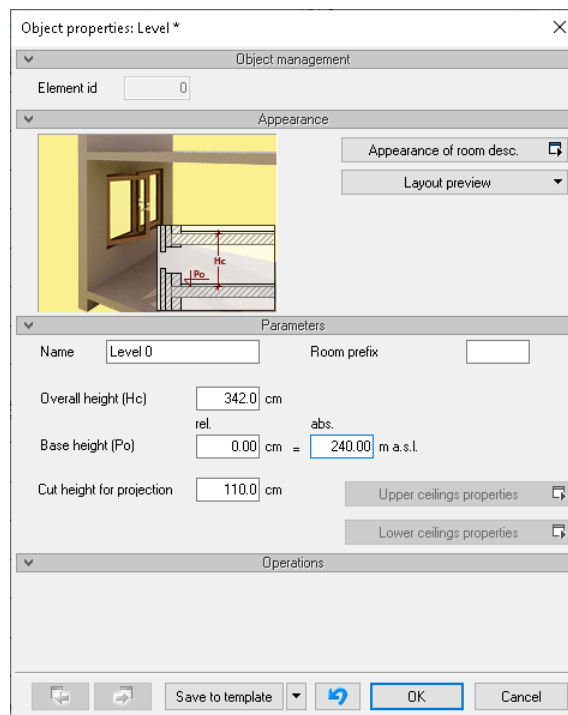 Object properties: Level *
Object management
Element id 0
Appearance
Appearance of room desc.
Layout preview
Hc
Po
Parameters
Name Level 0 Room prefix
Overall height (Hc) 342.0 cm
rel. abs.
Base height (Po) 0.00 cm = 240.00 m a.s.l.
Cut height for projection 110.0 cm
Upper ceilings properties
Lower ceilings properties
Operations
Save to template OK Cancel